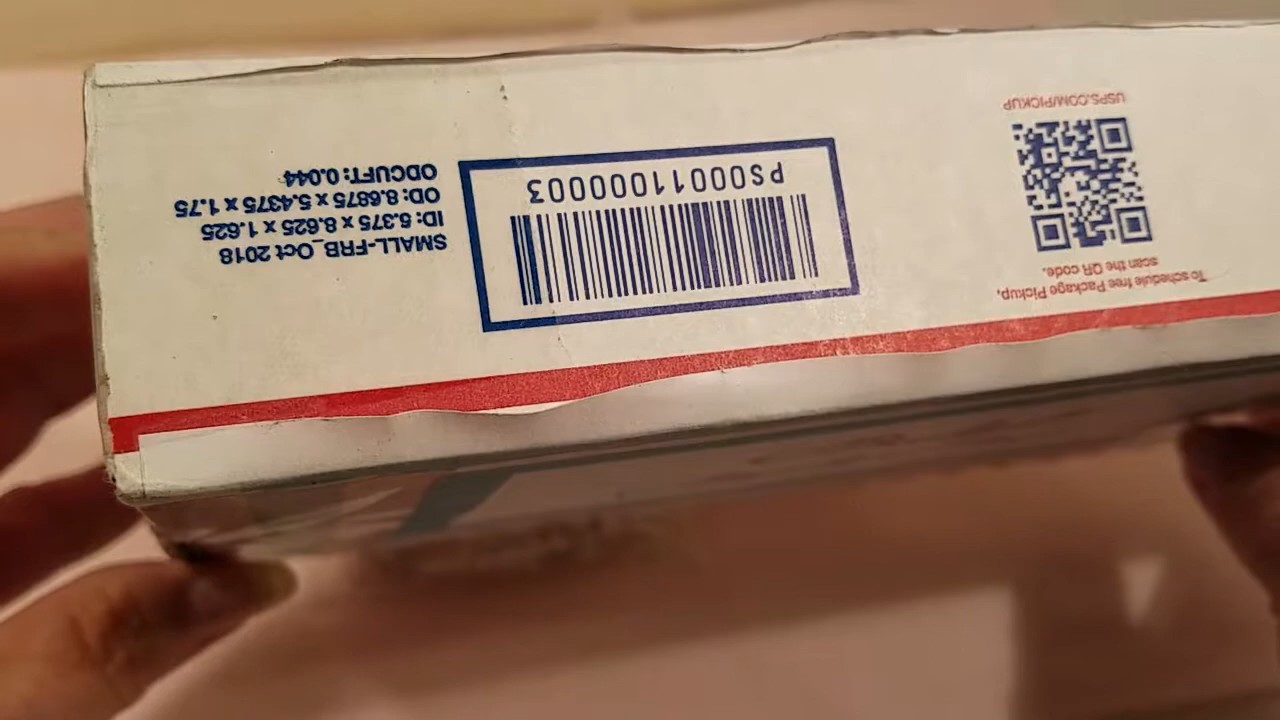 To schedule free Package Pickup,
scan the QR code.
USPS.COM/PICKUP
PS00011000003
SMALL-FRB_Oct 2018
ID: 5.375 x 8.625 x 1.625
OD: 8.6875 x 5.4375 x 1.75
ODCUFT: 0.044